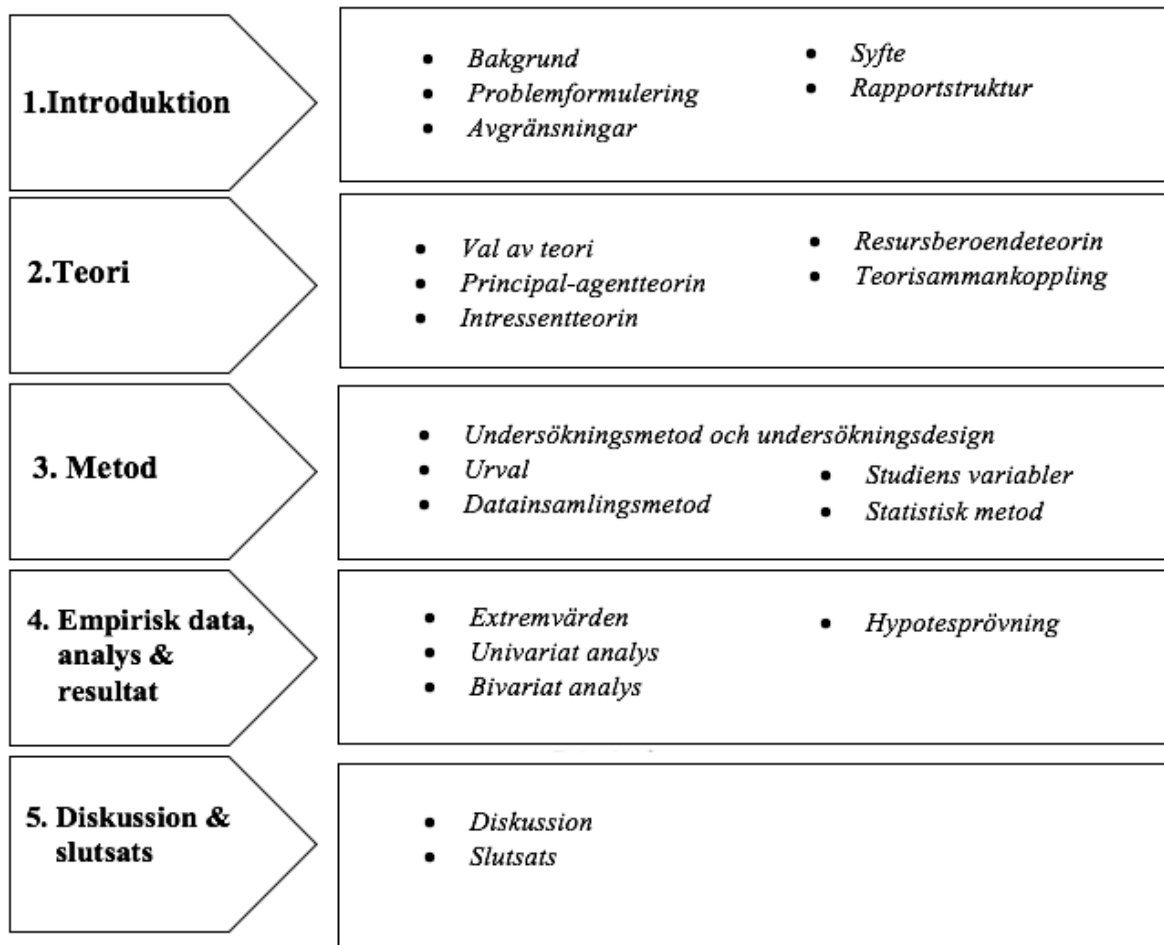 1.Introduktion
• Bakgrund
• Problemformulering
• Avgränsningar
• Syfte
• Rapportstruktur
2.Teori
• Val av teori
• Principal-agentteorin
• Intressentteorin
• Resursberoendeteorin
• Teorisammankoppling
3. Metod
• Undersökningsmetod och undersökningsdesign
• Urval
• Datainsamlingsmetod
• Studiens variabler
• Statistisk metod
4. Empirisk data,
analys &
resultat
• Extremvärden
• Univariat analys
• Bivariat analys
• Hypotesprövning
5. Diskussion &
slutsats
• Diskussion
• Slutsats